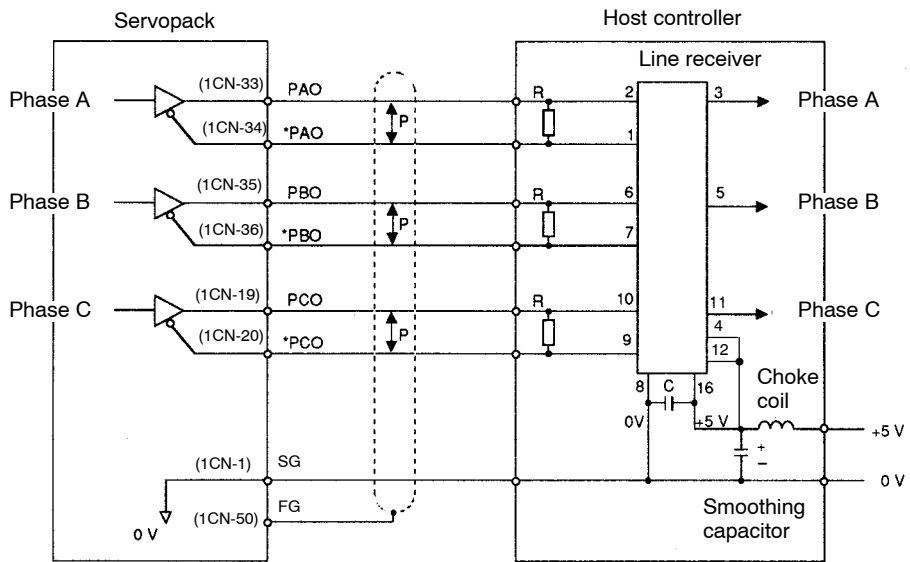 Servopack
Host controller
Line receiver
Phase A
(1CN-33)
PAO
R
2
3
Phase A
P
(1CN-34)
*PAO
1
Phase B
(1CN-35)
PBO
R
6
5
Phase B
P
(1CN-36)
*PBO
7
Phase C
(1CN-19)
PCO
R
10
11
Phase C
P
4
(1CN-20)
*PCO
9
12
8
C
16
Choke
coil
0V
+5 V
+5 V
+
−
(1CN-1)
SG
0 V
FG
(1CN-50)
0 V
Smoothing
capacitor